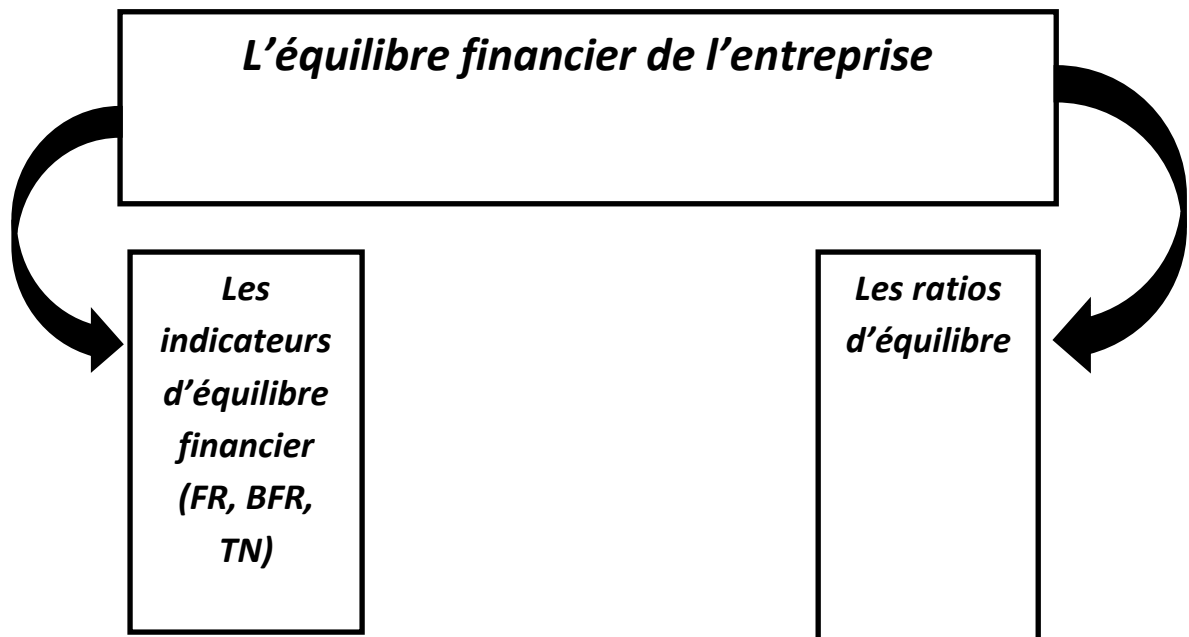 L’équilibre financier de l’entreprise
Les
indicateurs
d’équilibre
financier
(FR, BFR,
TN)
Les ratios
d’équilibre